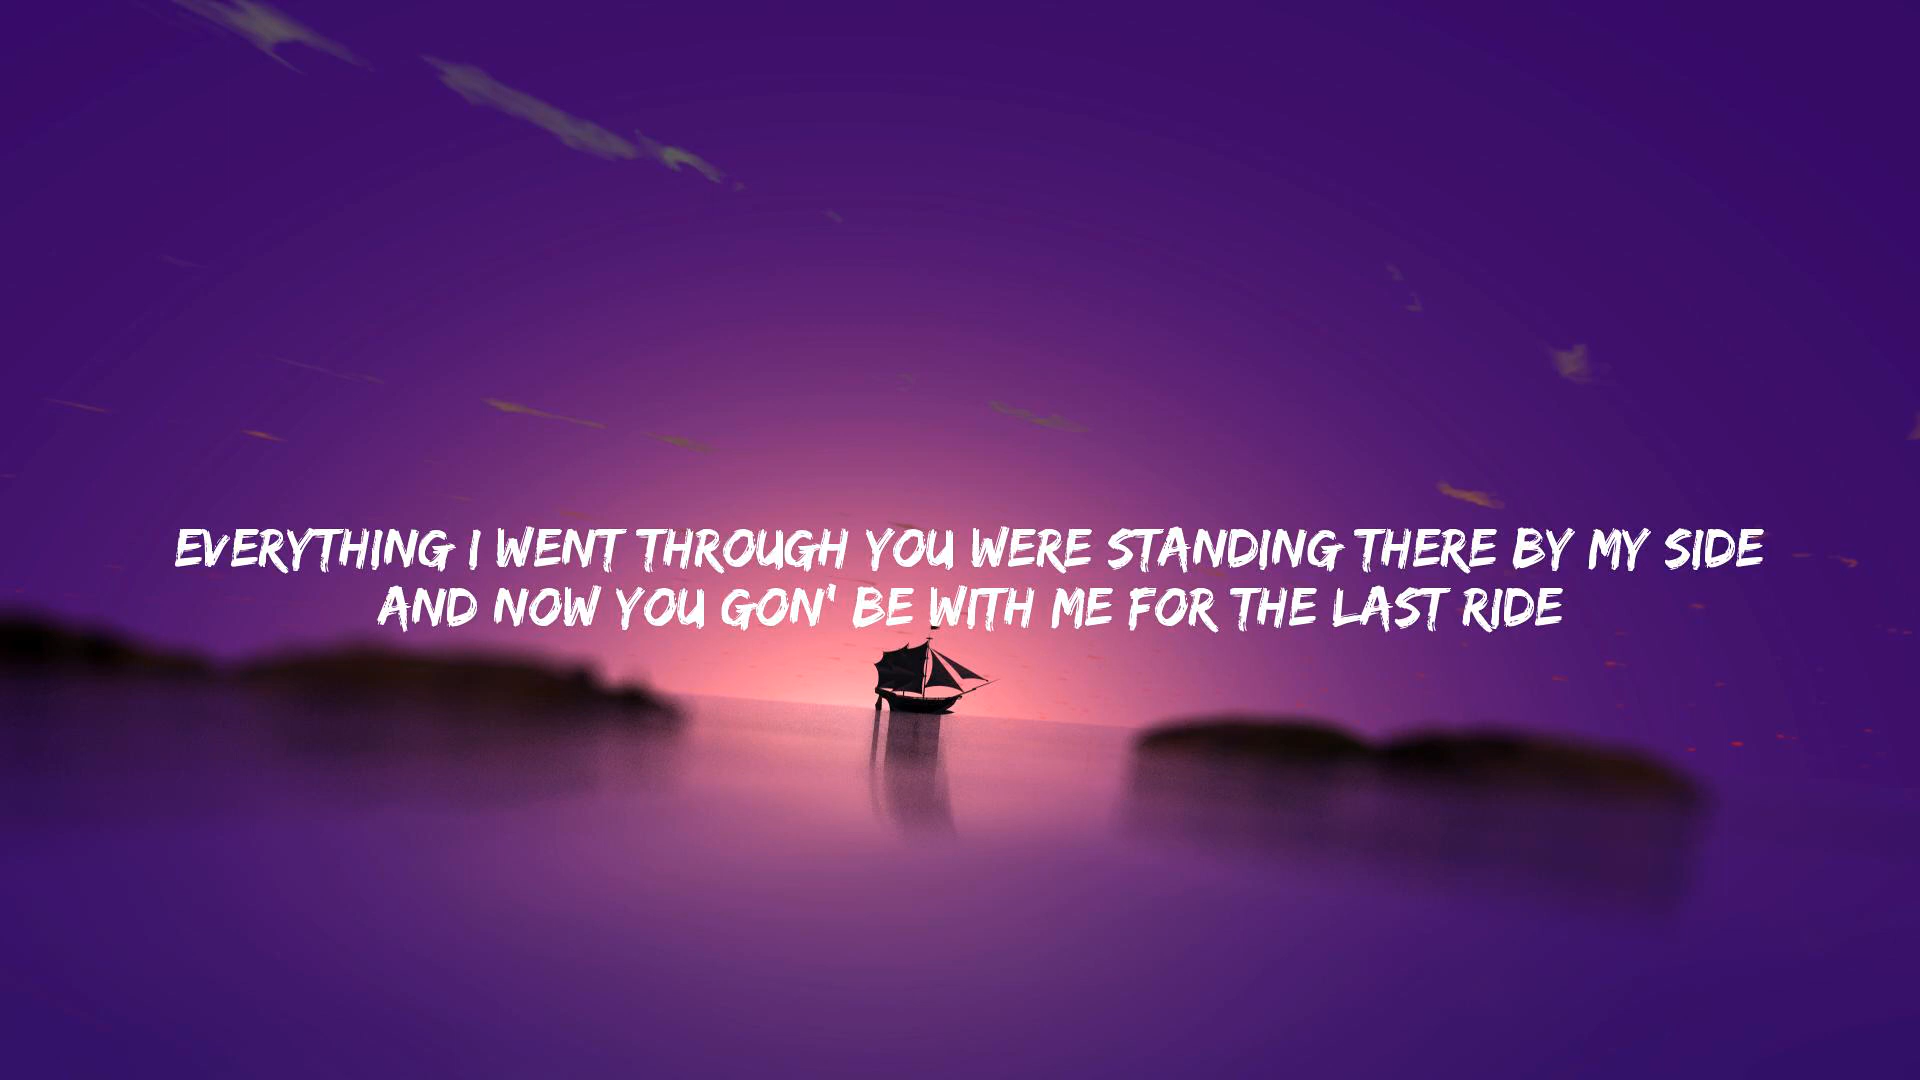 EVERYTHING I WENT THROUGH YOU WERE STANDING THERE BY MY SIDE
AND NOW YOU GON' BE WITH ME FOR THE LAST RIDE